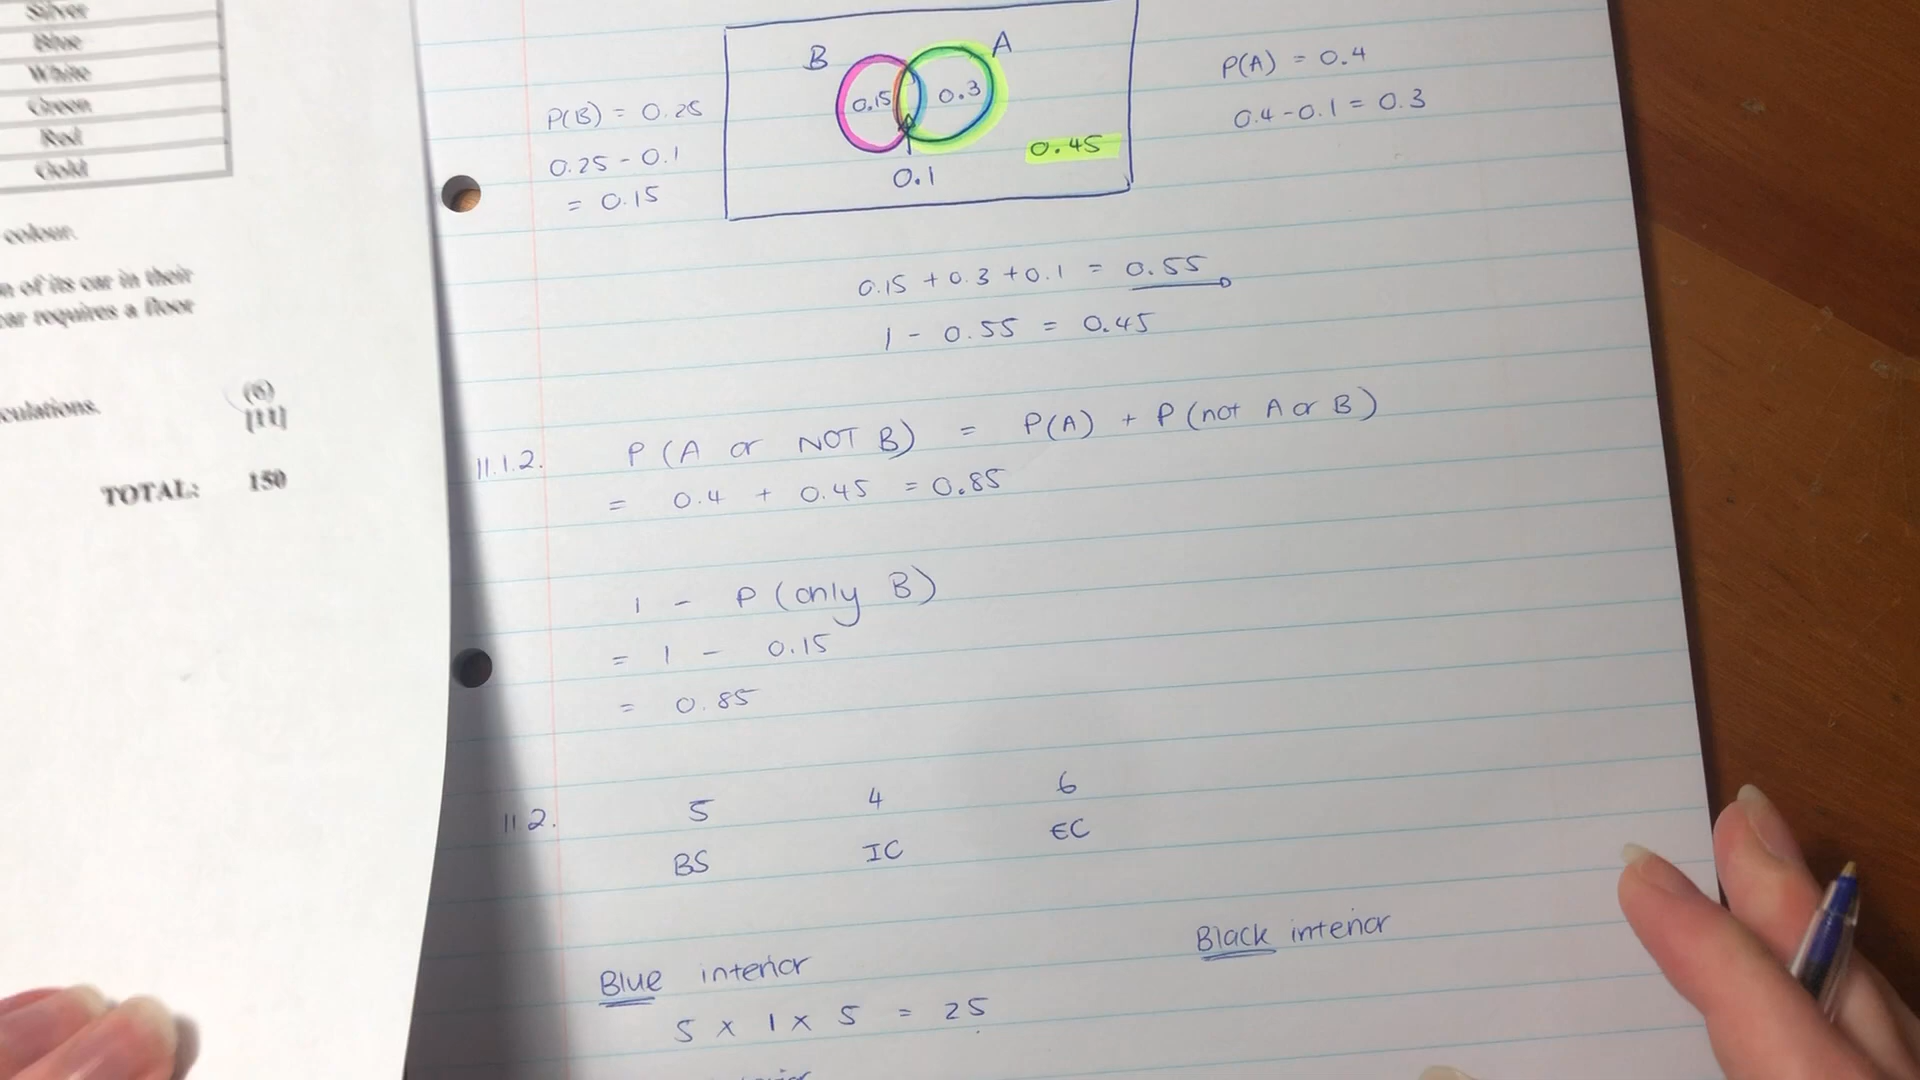 Silver
Blue
White
Green
Red
Gold
colour.
of its car in their
car requires a floor
(6)
[11]
TOTAL: 150
B
A
0.15
0.3
0.45
0.1
P(B) = 0.25
0.25 - 0.1
= 0.15
P(A) = 0.4
0.4 - 0.1 = 0.3
0.15 + 0.3 + 0.1 = 0.55
1 - 0.55 = 0.45
11.1.2. P (A or NOT B) = P(A) + P (not A or B)
= 0.4 + 0.45 = 0.85
1 - P (only B)
= 1 - 0.15
= 0.85
11.2. 5 4 6
BS IC EC
Blue interior
Black interior
5 x 1 x 5 = 25